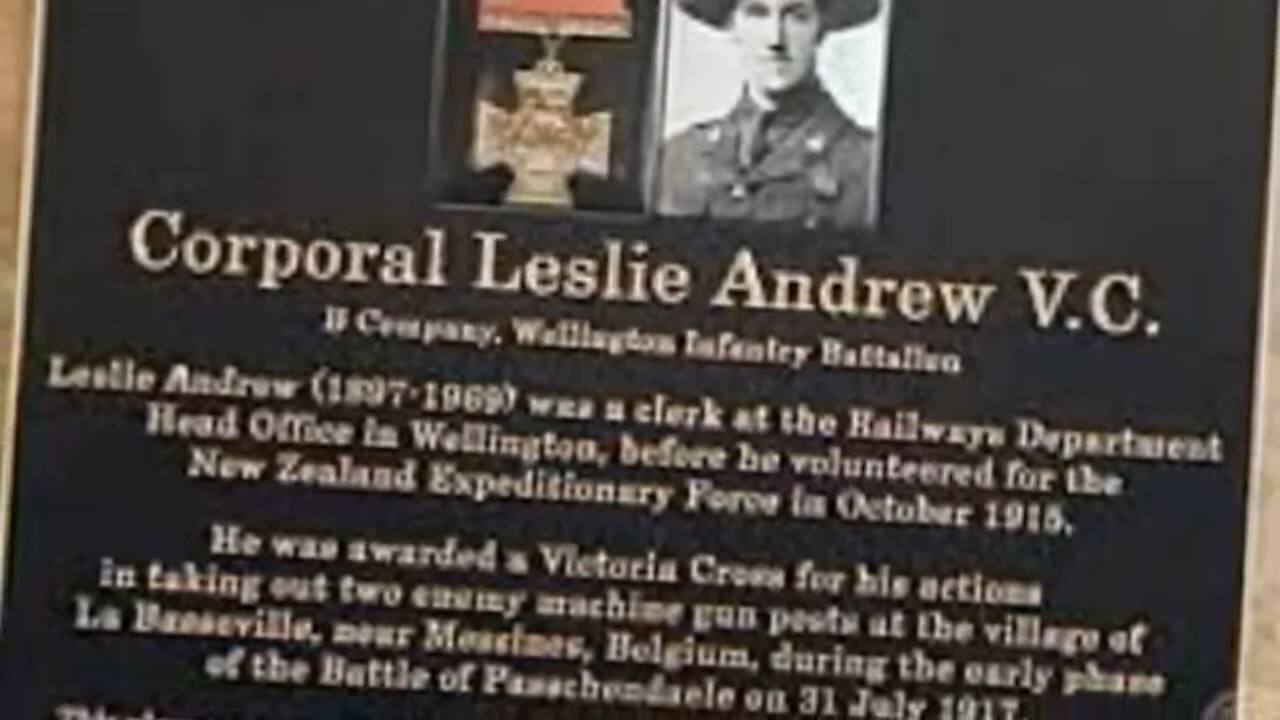 Corporal Leslie Andrew V.C.
B Company, Wellington Infantry Battalion
Leslie Andrew (1897-1969) was a clerk at the Railways Department
Head Office in Wellington, before he volunteered for the
New Zealand Expeditionary Force in October 1915.
He was awarded a Victoria Cross for his actions
in taking out two enemy machine gun posts at the village of
La Basseville, near Messines, Belgium, during the early phase
of the Battle of Passchendaele on 31 July 1917.